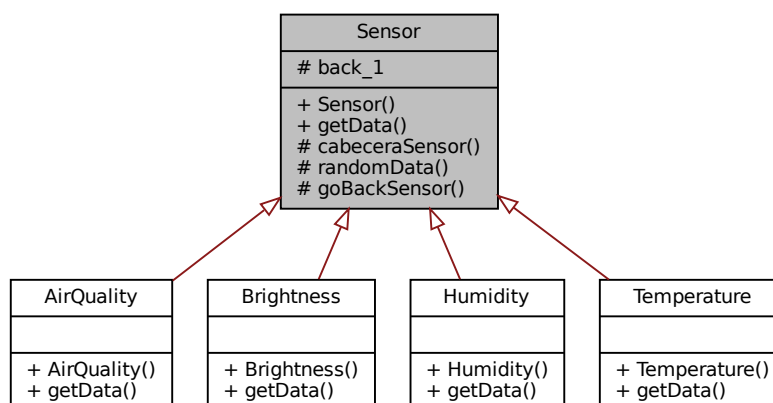 Sensor
# back_1
+ Sensor()
+ getData()
# cabeceraSensor()
# randomData()
# goBackSensor()
AirQuality
+ AirQuality()
+ getData()
Brightness
+ Brightness()
+ getData()
Humidity
+ Humidity()
+ getData()
Temperature
+ Temperature()
+ getData()